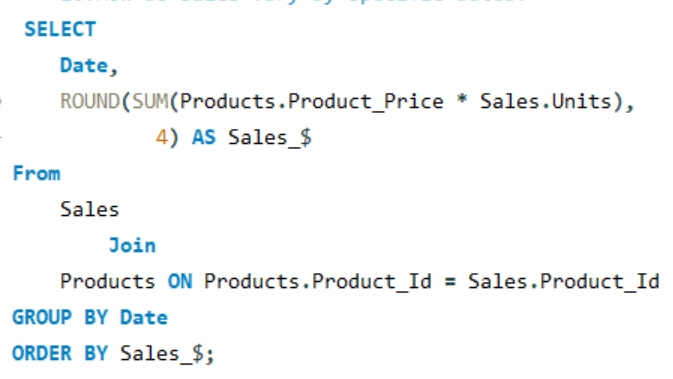 SELECT
Date,
ROUND(SUM(Products.Product_Price * Sales.Units),
4) AS Sales_$
From
Sales
Join
Products ON Products.Product_Id = Sales.Product_Id
GROUP BY Date
ORDER BY Sales_$;